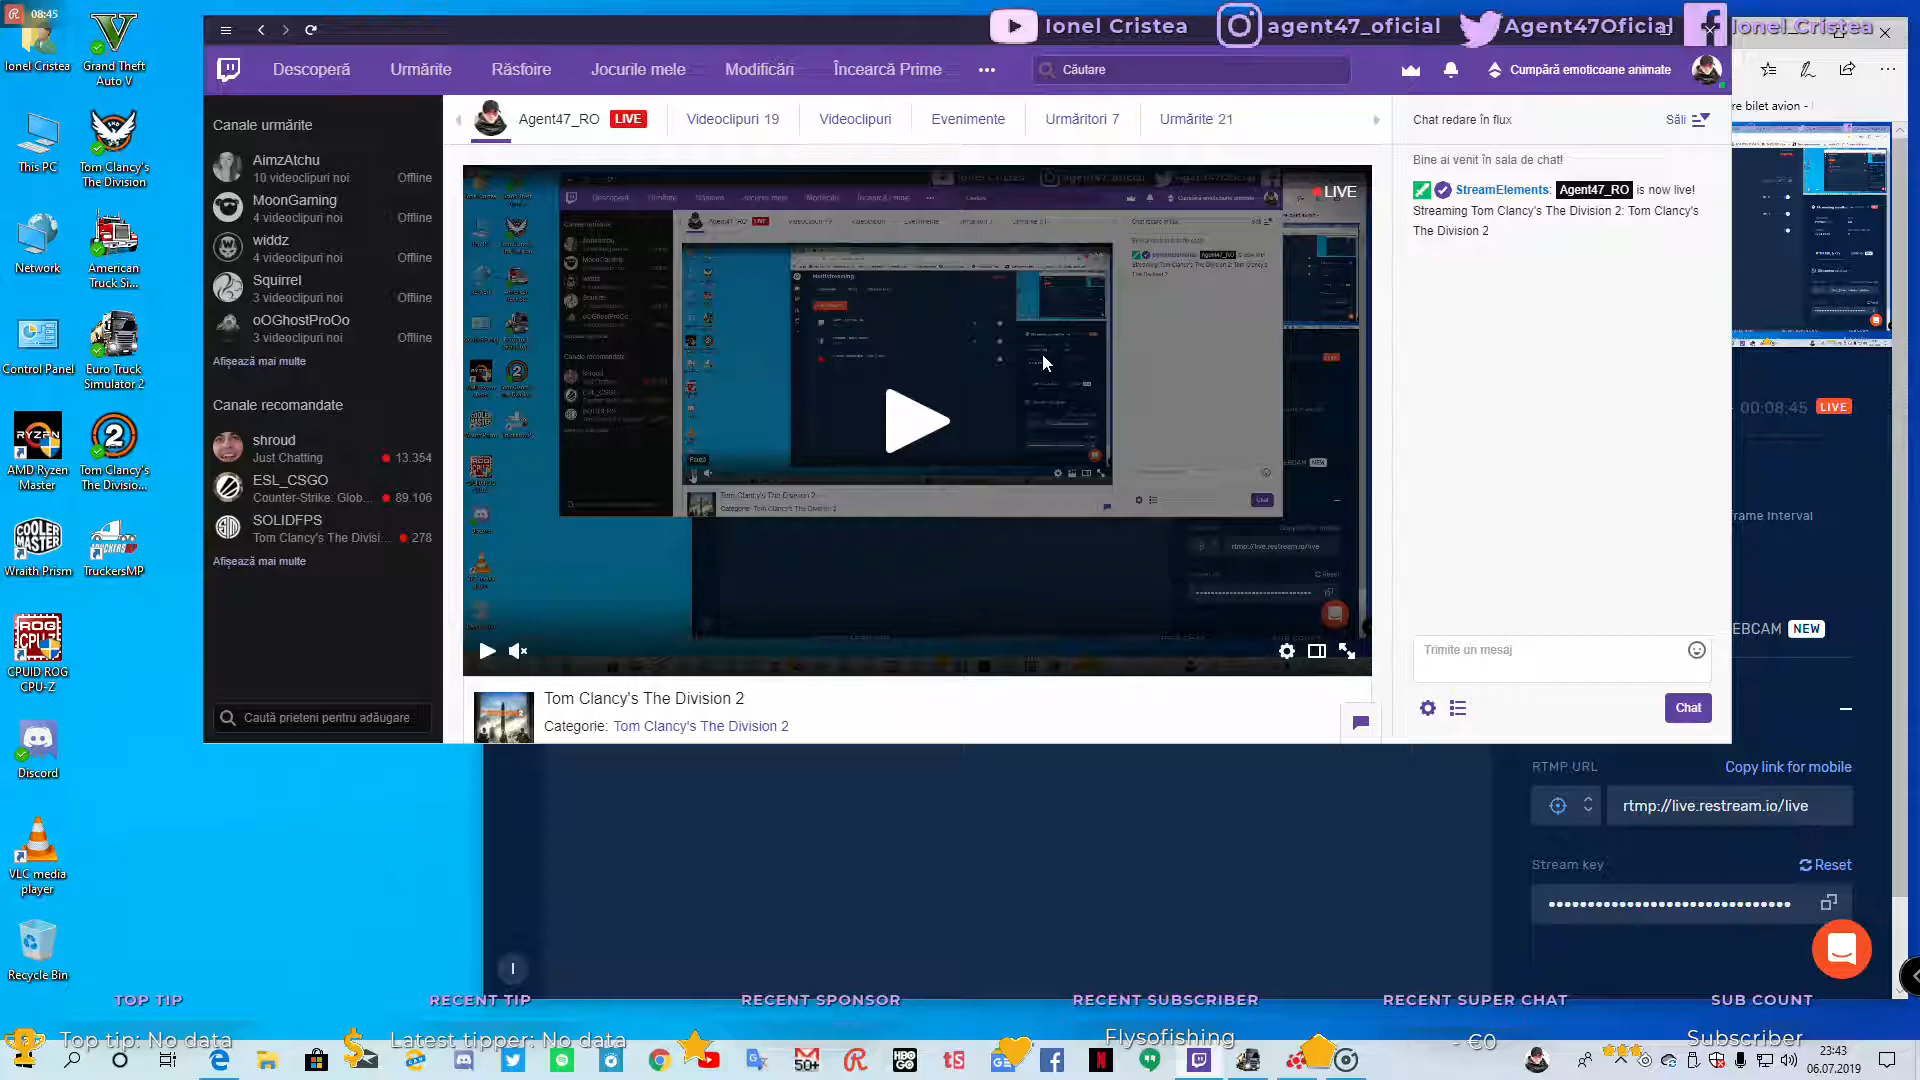 08:45
Ionel Cristea
agent47_oficial
Agent47Oficial
Ionel Cristea
Descoperă
Urmărite
Răsfoire
Jocurile mele
Modificări
Încearcă Prime
Căutare
Cumpără emoticoane animate
re bilet avion -
Ionel Cristea
Grand Theft
Auto V
This PC
Tom Clancy's
The Division
Network
American
Truck Si...
Control Panel
Euro Truck
Simulator 2
AMD Ryzen
Master
Tom Clancy's
The Divisio...
Wraith Prism
TruckersMP
CPUID ROG
CPU-Z
Discord
VLC media
player
Recycle Bin
Canale urmărite
AimzAtchu
10 videoclipuri noi
Offline
MoonGaming
4 videoclipuri noi
Offline
widdz
4 videoclipuri noi
Offline
Squirrel
3 videoclipuri noi
Offline
oOGhostProOo
3 videoclipuri noi
Offline
Afișează mai multe
Canale recomandate
shroud
Just Chatting
13.354
ESL_CSGO
Counter-Strike: Glob...
89.106
SOLIDFPS
Tom Clancy's The Divisi...
278
Afișează mai multe
Caută prieteni pentru adăugare
Agent47_RO
LIVE
Videoclipuri 19
Videoclipuri
Evenimente
Urmăritori 7
Urmărite 21
LIVE
Tom Clancy's The Division 2
Categorie: Tom Clancy's The Division 2
Chat redare în flux
Săli
Bine ai venit în sala de chat!
StreamElements: Agent47_RO is now live!
Streaming Tom Clancy's The Division 2: Tom Clancy's
The Division 2
Trimite un mesaj
Chat
00:08:45
LIVE
rame Interval
EBCAM
NEW
RTMP URL
Copy link for mobile
rtmp://live.restream.io/live
Stream key
Reset
TOP TIP
RECENT TIP
RECENT SPONSOR
RECENT SUBSCRIBER
RECENT SUPER CHAT
SUB COUNT
Top tip: No data
Latest tipper: No data
Flysofishing
- €0
Subscriber
23:43
06.07.2019